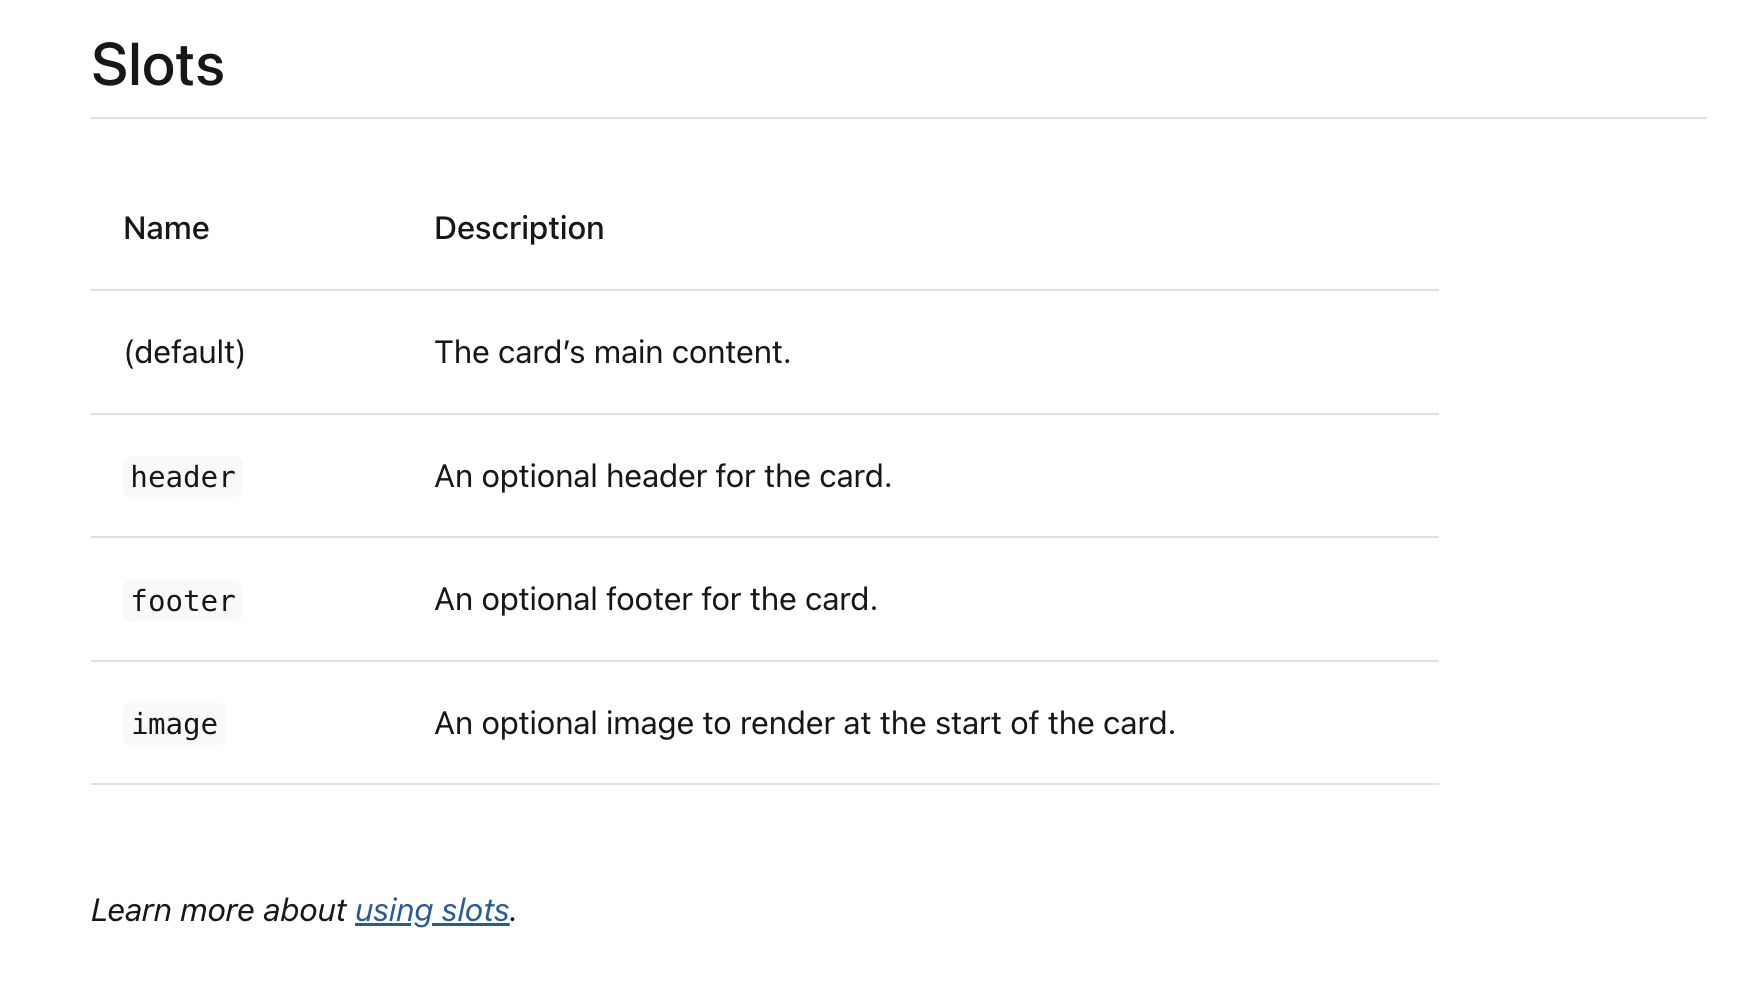 Slots
Name Description
(default) The card’s main content.
header An optional header for the card.
footer An optional footer for the card.
image An optional image to render at the start of the card.
Learn more about using slots.